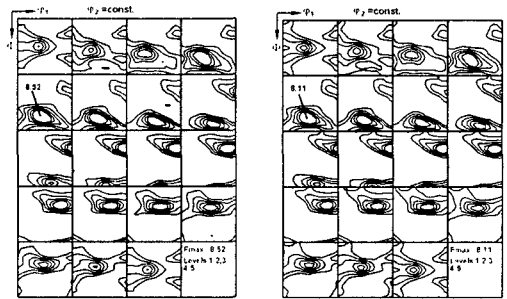 φ₁ φ₂ =const.
Φ
8.52
Fmax 8.52
Levels 1,2,3
4 5
φ₁ φ₂ =const.
Φ
8.11
Fmax 8.11
Levels 1,2,3
4 5